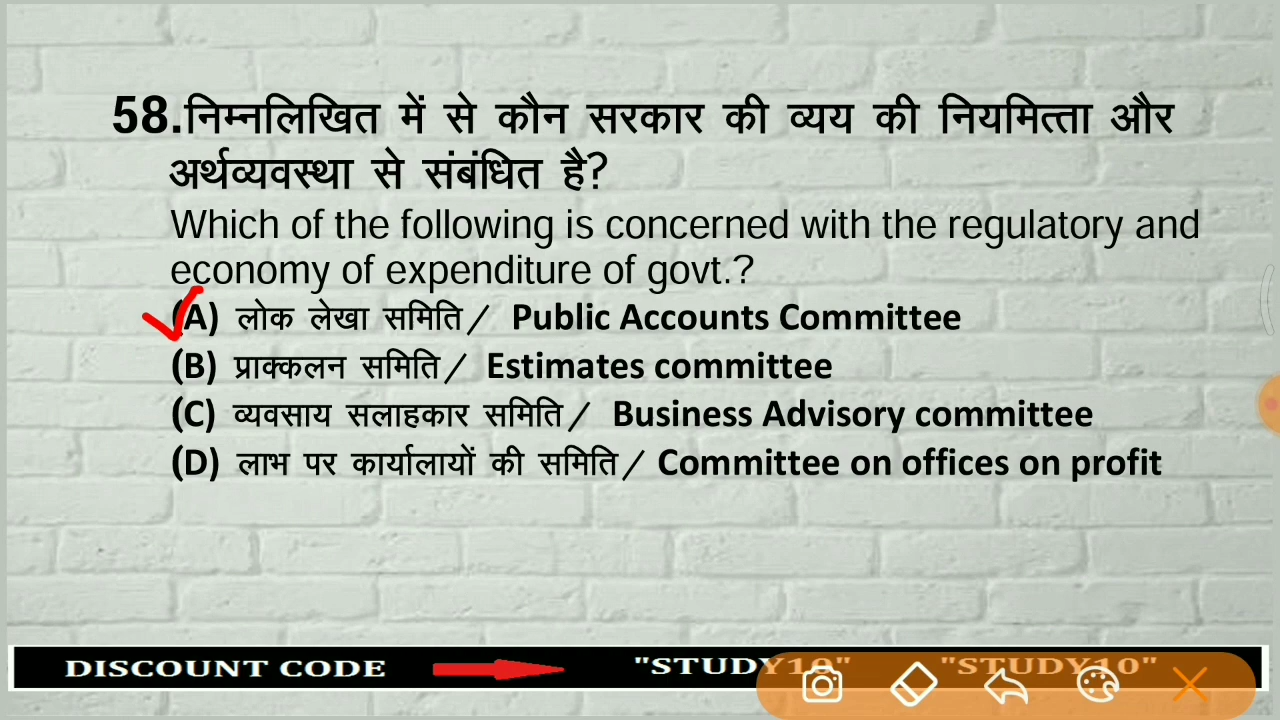 58.निम्नलिखित में से कौन सरकार की व्यय की नियमित्ता और
अर्थव्यवस्था से संबंधित है?
Which of the following is concerned with the regulatory and
economy of expenditure of govt.?
(A) लोक लेखा समिति/ Public Accounts Committee
(B) प्राक्कलन समिति/ Estimates committee
(C) व्यवसाय सलाहकार समिति/ Business Advisory committee
(D) लाभ पर कार्यालायों की समिति/ Committee on offices on profit
DISCOUNT CODE "STUDY10" "STUDY10"